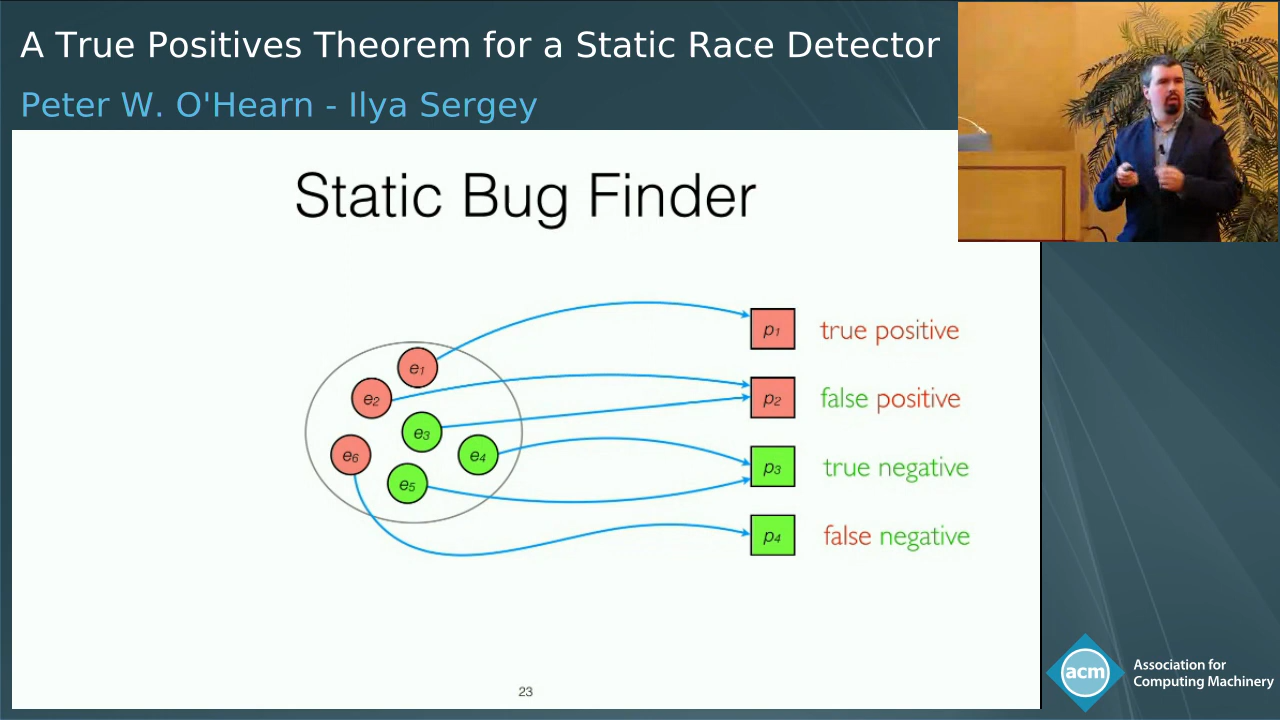 A True Positives Theorem for a Static Race Detector
Peter W. O'Hearn - Ilya Sergey
Static Bug Finder
e₁
e₂
e₃
e₄
e₅
e₆
p₁ true positive
p₂ false positive
p₃ true negative
p₄ false negative
23
acm
Association for
Computing Machinery